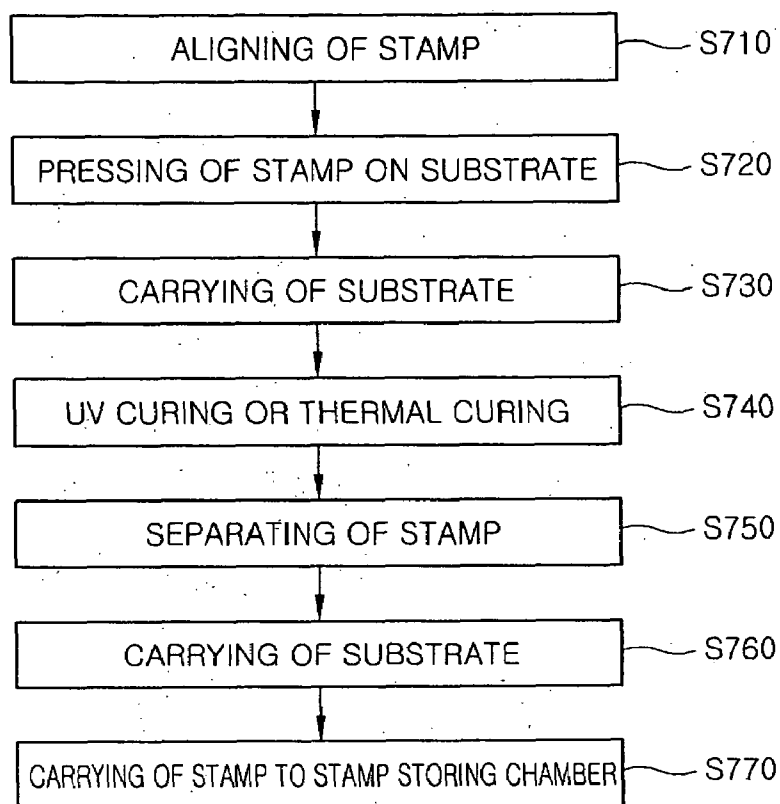 ALIGNING OF STAMP S710
PRESSING OF STAMP ON SUBSTRATE S720
CARRYING OF SUBSTRATE S730
UV CURING OR THERMAL CURING S740
SEPARATING OF STAMP S750
CARRYING OF SUBSTRATE S760
CARRYING OF STAMP TO STAMP STORING CHAMBER S770